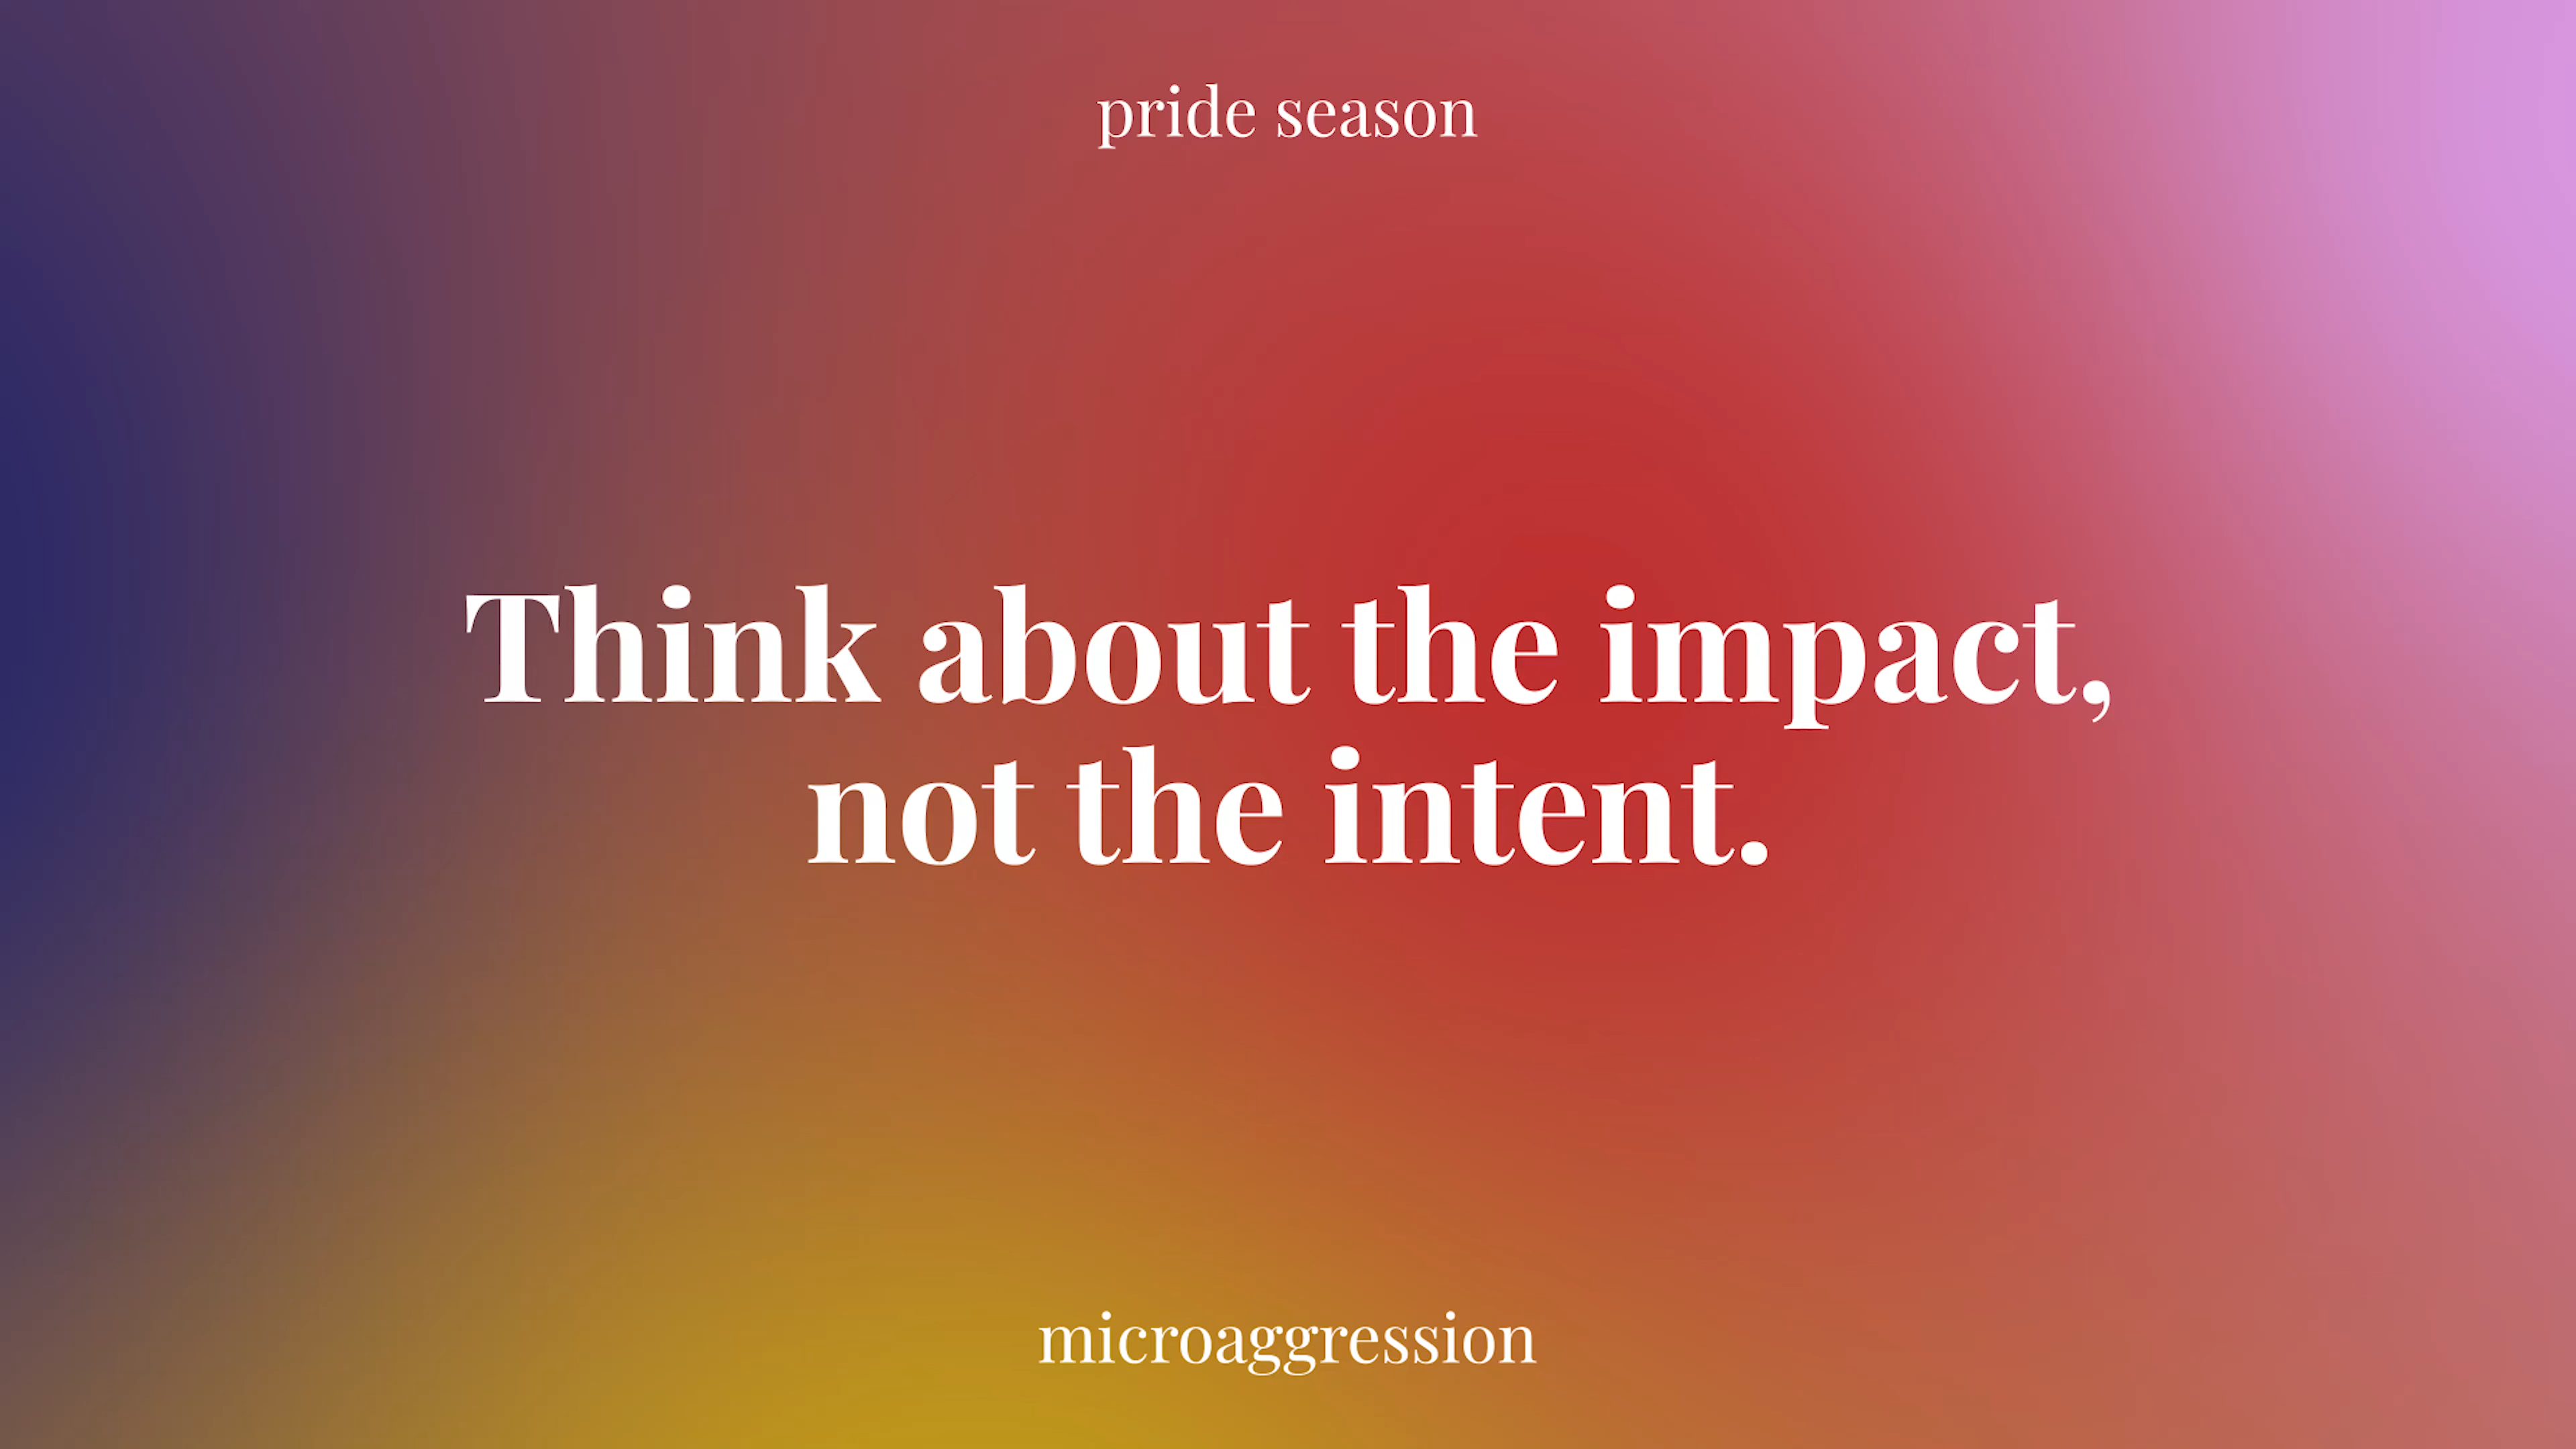 pride season
Think about the impact,
not the intent.
microaggression